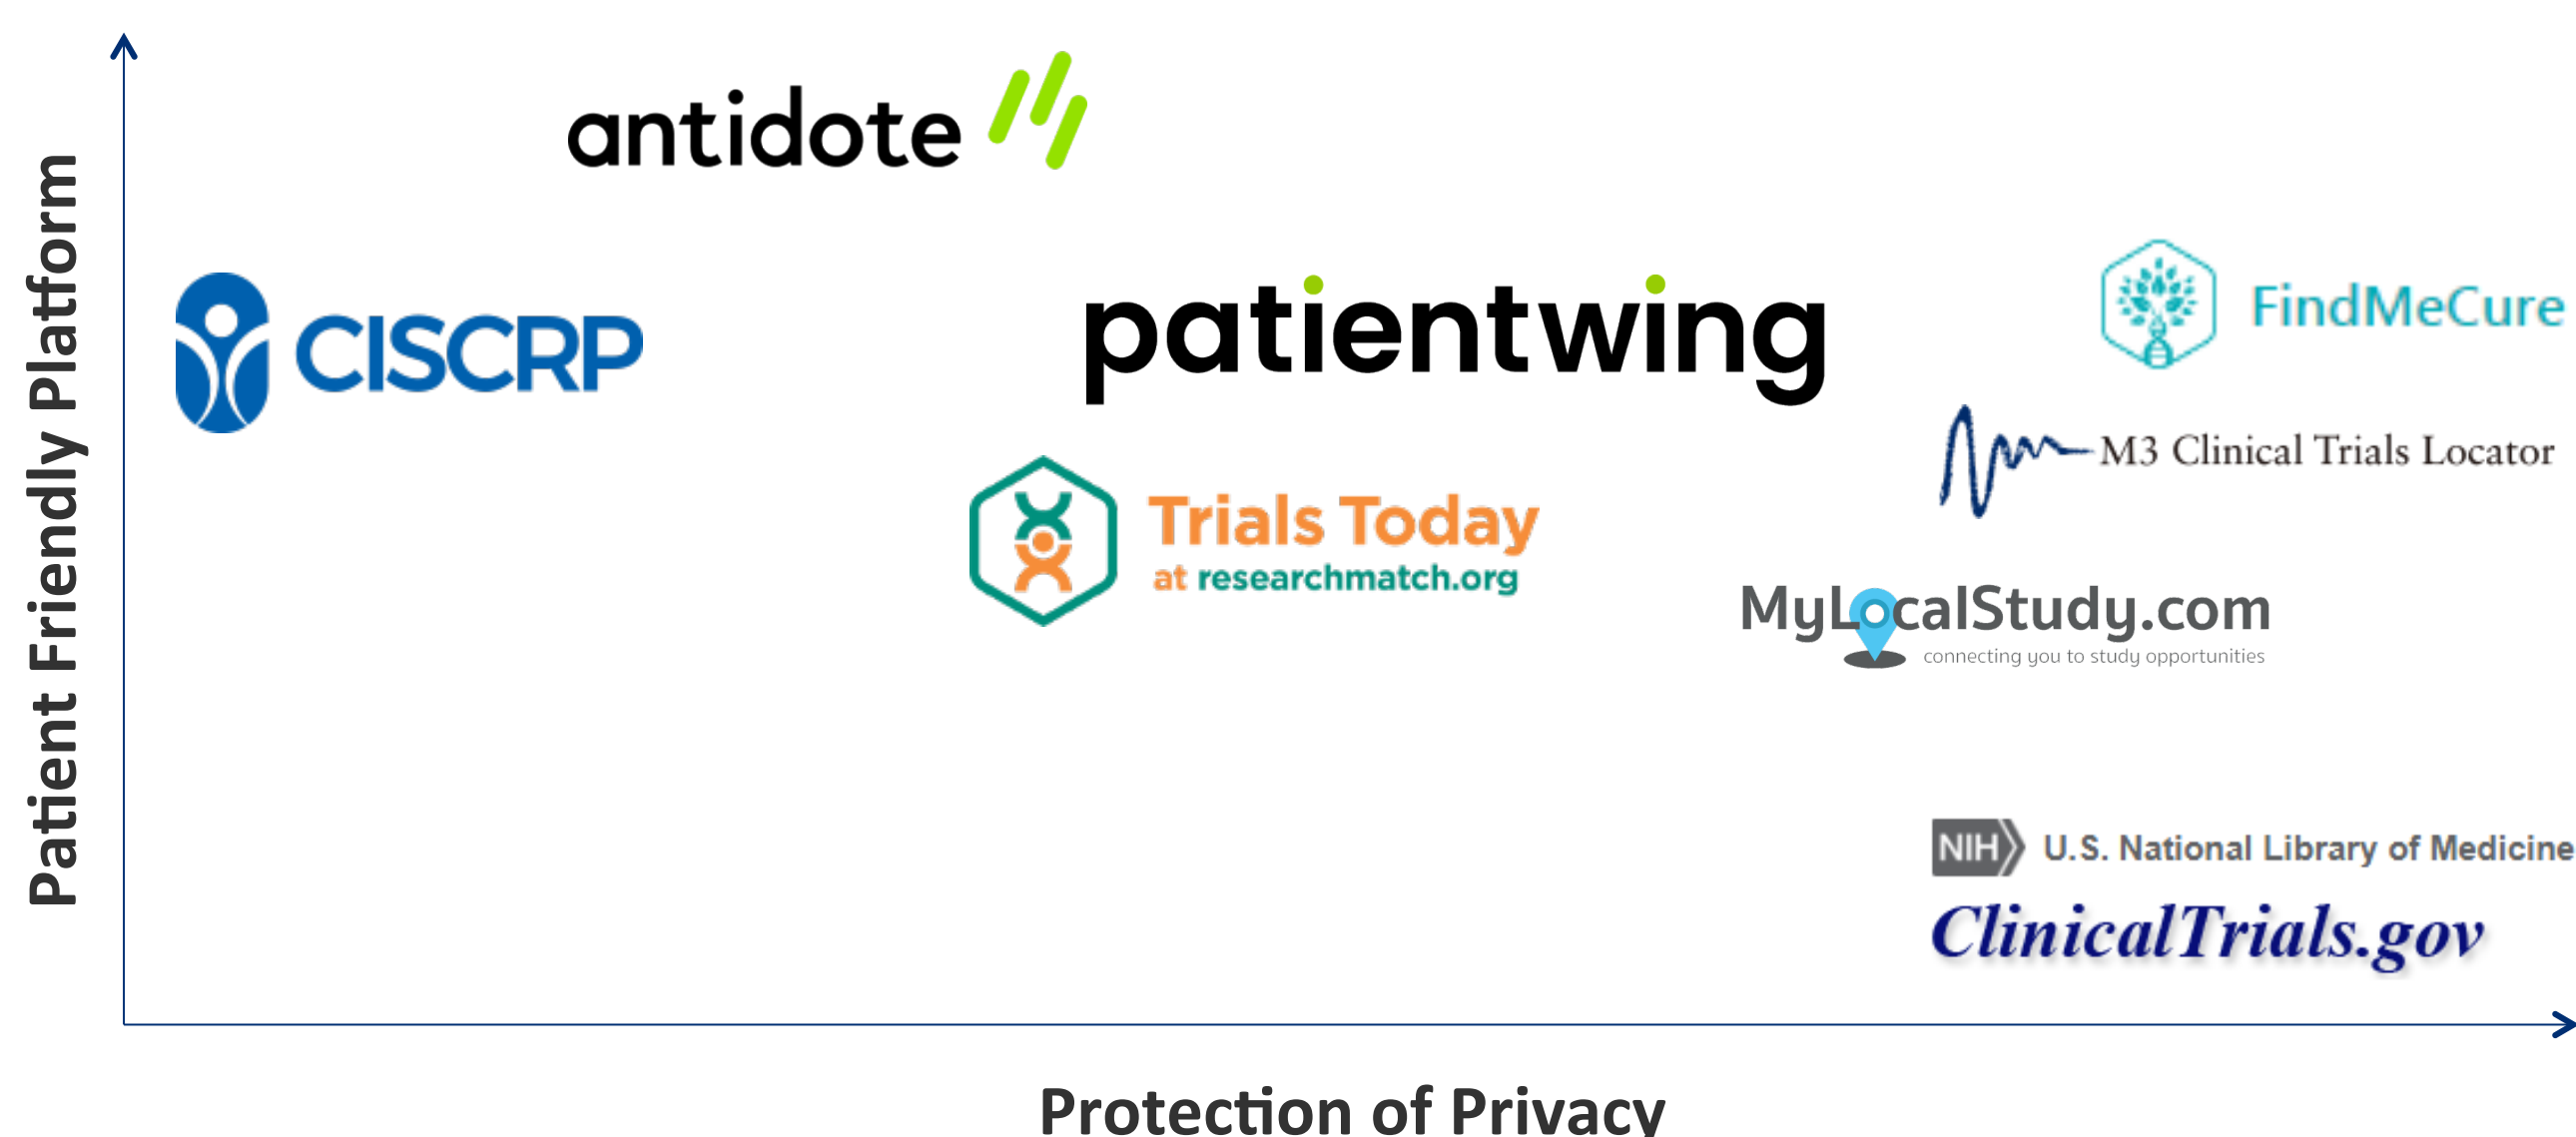 Patient Friendly Platform
antidote
CISCRP
patientwing
FindMeCure
M3 Clinical Trials Locator
Trials Today
at researchmatch.org
MyLocalStudy.com
connecting you to study opportunities
NIH U.S. National Library of Medicine
ClinicalTrials.gov
Protection of Privacy